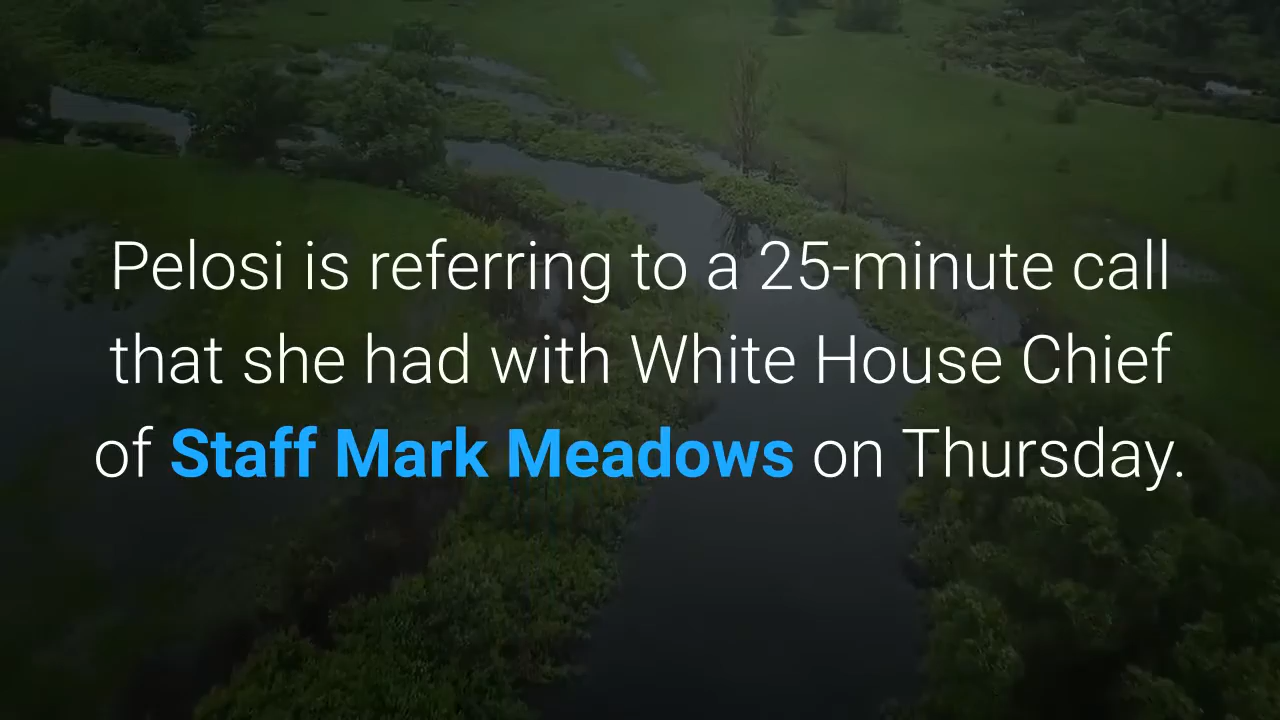 Pelosi is referring to a 25-minute call
that she had with White House Chief
of Staff Mark Meadows on Thursday.